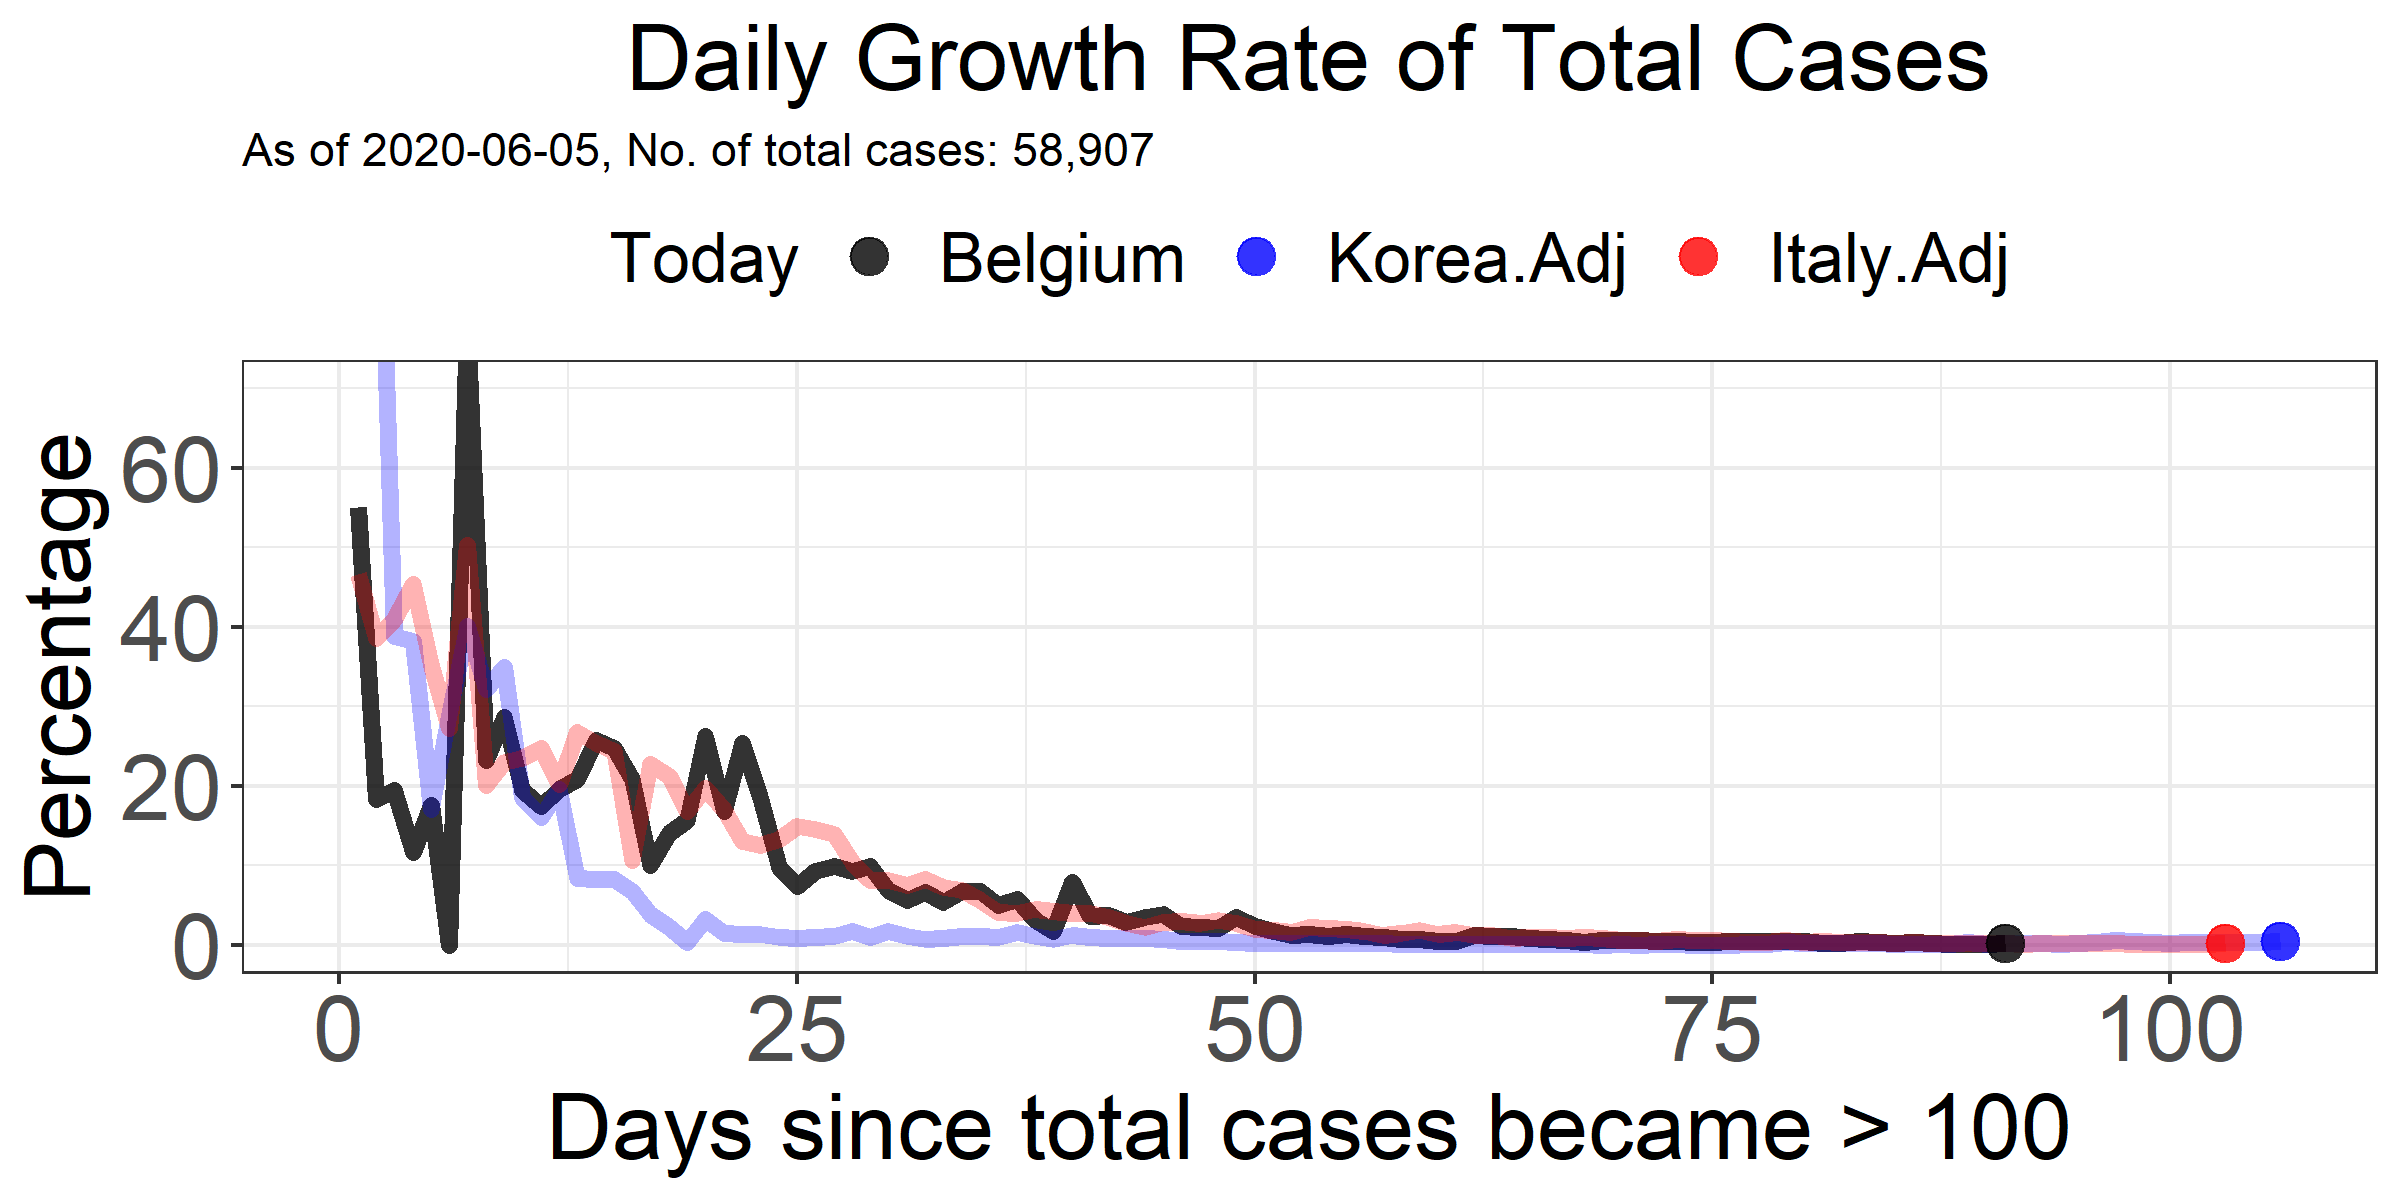 Daily Growth Rate of Total Cases
As of 2020-06-05, No. of total cases: 58,907
Today Belgium Korea.Adj Italy.Adj
Percentage
60
40
20
0
0 25 50 75 100
Days since total cases became > 100